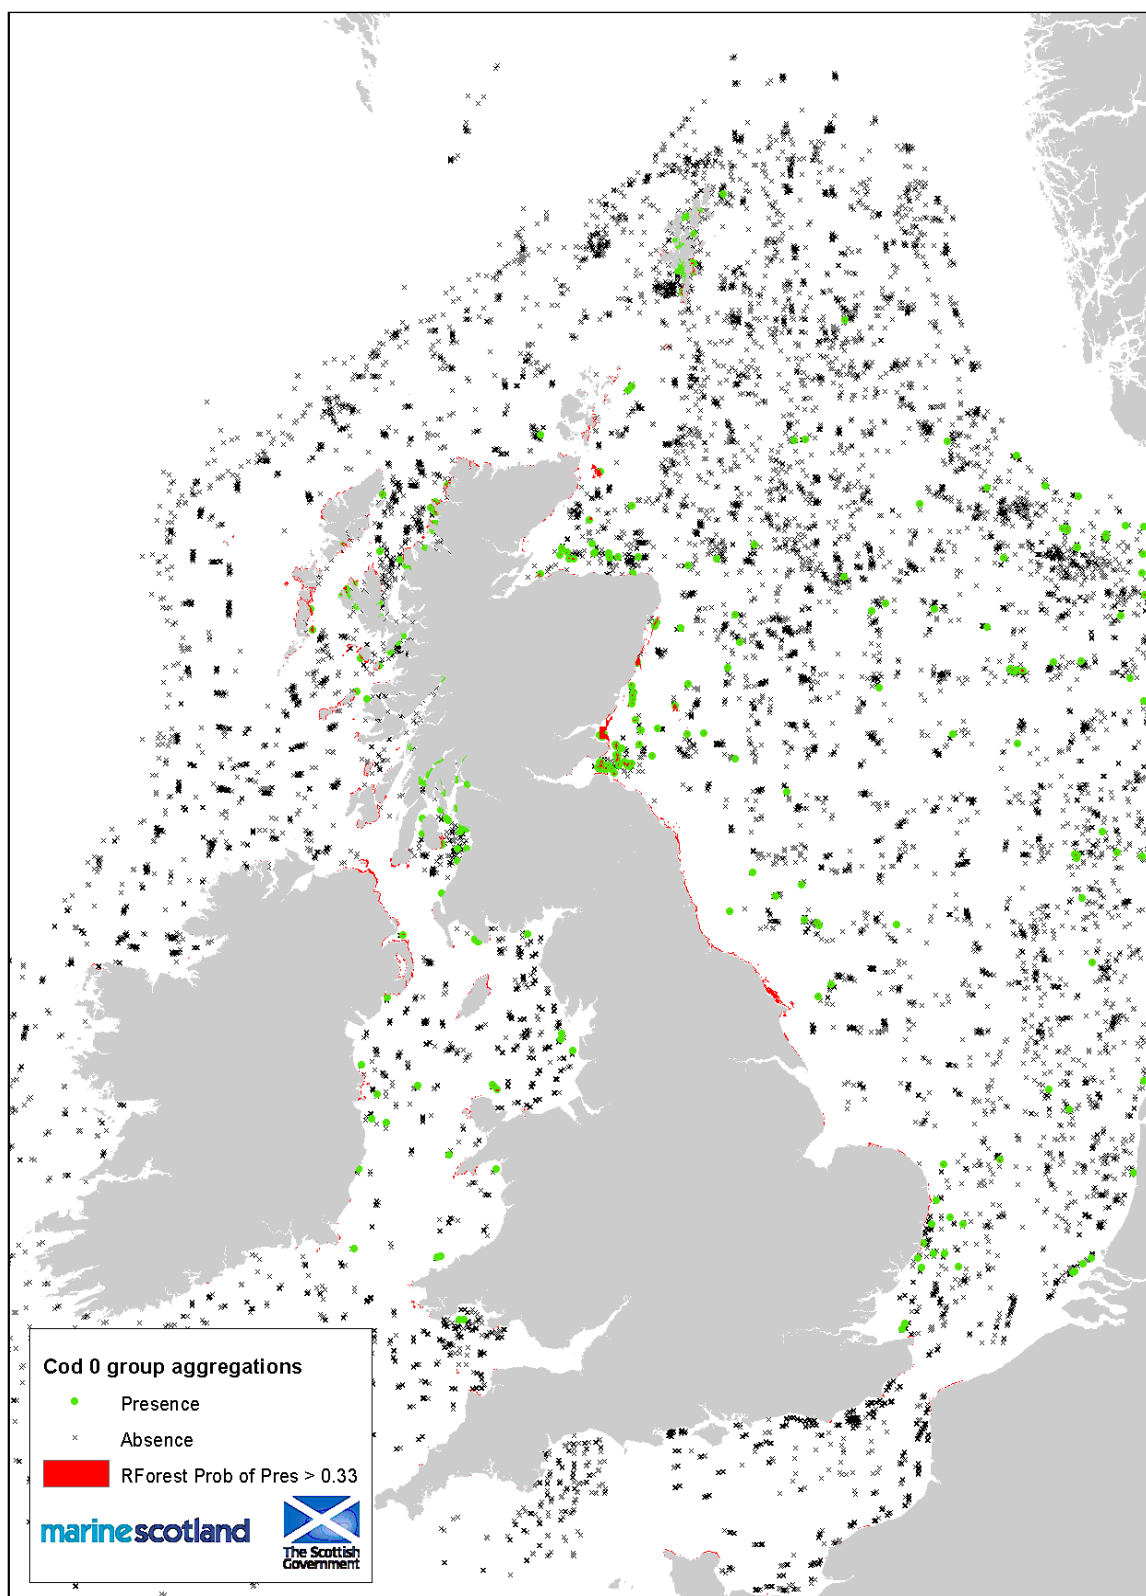 Cod 0 group aggregations
Presence
Absence
RForest Prob of Pres > 0.33
marinescotland
The Scottish
Government